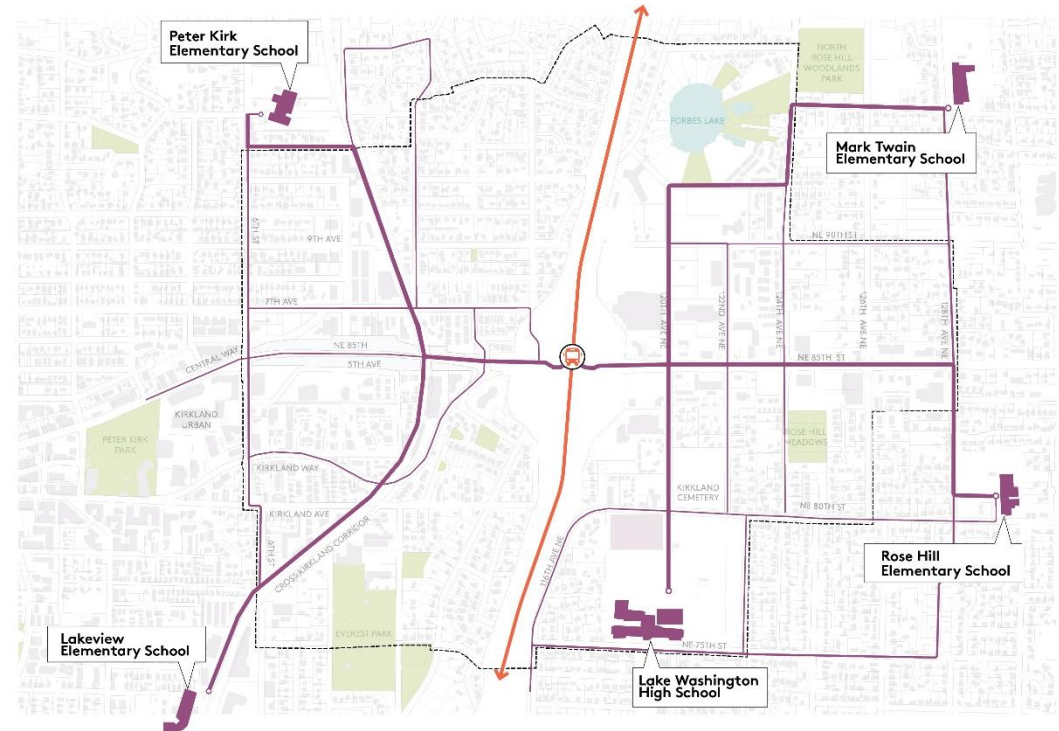 Peter Kirk
Elementary School
NORTH
ROSE HILL
WOODLANDS
PARK
FORBES LAKE
Mark Twain
Elementary School
6TH ST
9TH AVE
NE 90TH ST
7TH AVE
120TH AVE NE
122ND AVE NE
124TH AVE NE
126TH AVE NE
128TH AVE NE
NE 85TH
CENTRAL WAY
5TH AVE
NE 85TH ST
KIRKLAND
URBAN
PETER KIRK
PARK
ROSE HILL
MEADOWS
KIRKLAND WAY
KIRKLAND
CEMETERY
KIRKLAND AVE
NE 80TH ST
6TH ST
CROSS KIRKLAND CORRIDOR
116TH AVE NE
Rose Hill
Elementary School
EVEREST PARK
Lakeview
Elementary School
NE 75TH ST
Lake Washington
High School